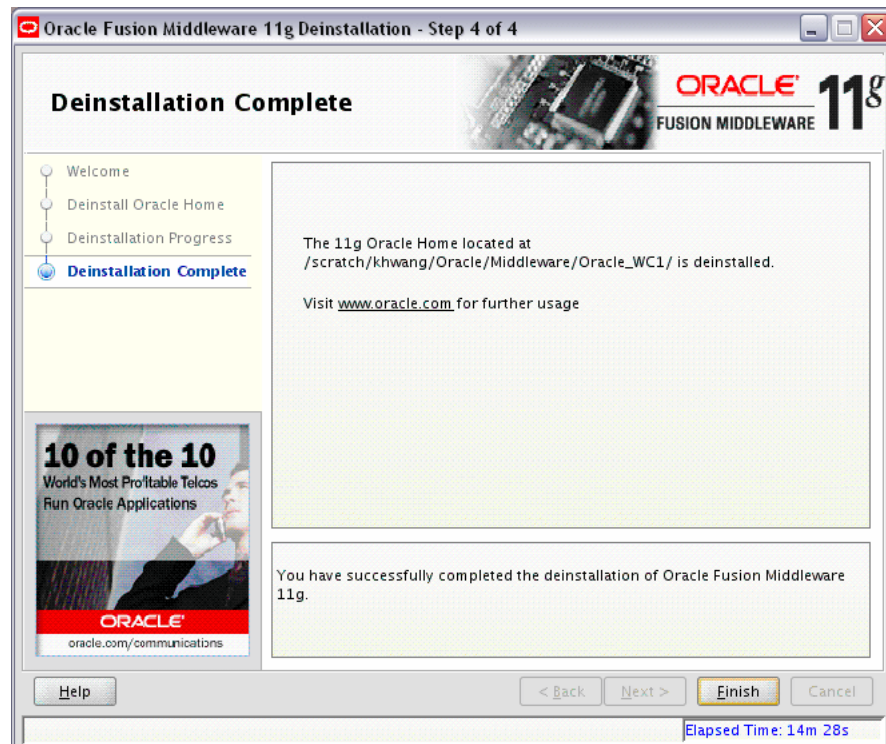 Oracle Fusion Middleware 11g Deinstallation - Step 4 of 4
Deinstallation Complete
ORACLE
FUSION MIDDLEWARE
11g
Welcome
Deinstall Oracle Home
Deinstallation Progress
Deinstallation Complete
The 11g Oracle Home located at
/scratch/khwang/Oracle/Middleware/Oracle_WC1/ is deinstalled.
Visit www.oracle.com for further usage
10 of the 10
World's Most Profitable Telcos
Run Oracle Applications
ORACLE
oracle.com/communications
You have successfully completed the deinstallation of Oracle Fusion Middleware
11g.
Help
< Back
Next >
Finish
Cancel
Elapsed Time: 14m 28s